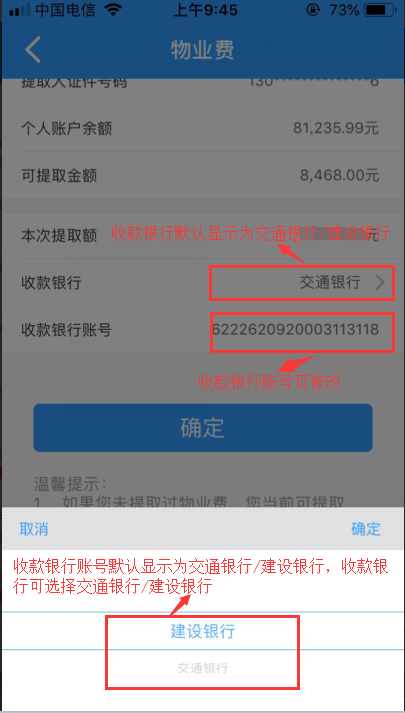 中国电信 上午9:45 73%
物业费
提取人证件号码 130************6
个人账户余额 81,235.99元
可提取金额 8,468.00元
收款银行默认显示为交通银行/建设银行
本次提取额 元
收款银行 交通银行
收款银行账号 6222620920003113118
收款银行账号可修改
确定
温馨提示：
1、如果您未提取过物业费，您当前可提取
取消 确定
收款银行账号默认显示为交通银行/建设银行，收款银
行可选择交通银行/建设银行
建设银行
交通银行